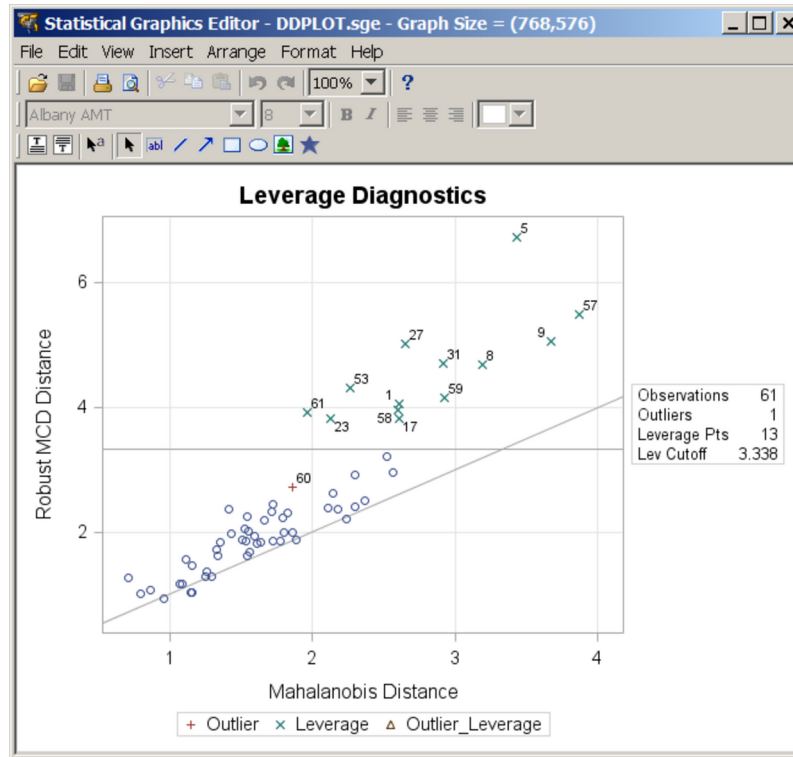 Statistical Graphics Editor - DDPLOT.sge - Graph Size = (768,576)
File Edit View Insert Arrange Format Help
100% ?
Albany AMT 8 B I
T T a abl
Leverage Diagnostics
5
6
57
27 9
31 8
53
1 59
4 61
23 58 17
Observations 61
Outliers 1
Leverage Pts 13
Lev Cutoff 3.338
Robust MCD Distance
60
2
1 2 3 4
Mahalanobis Distance
Outlier Leverage Outlier_Leverage